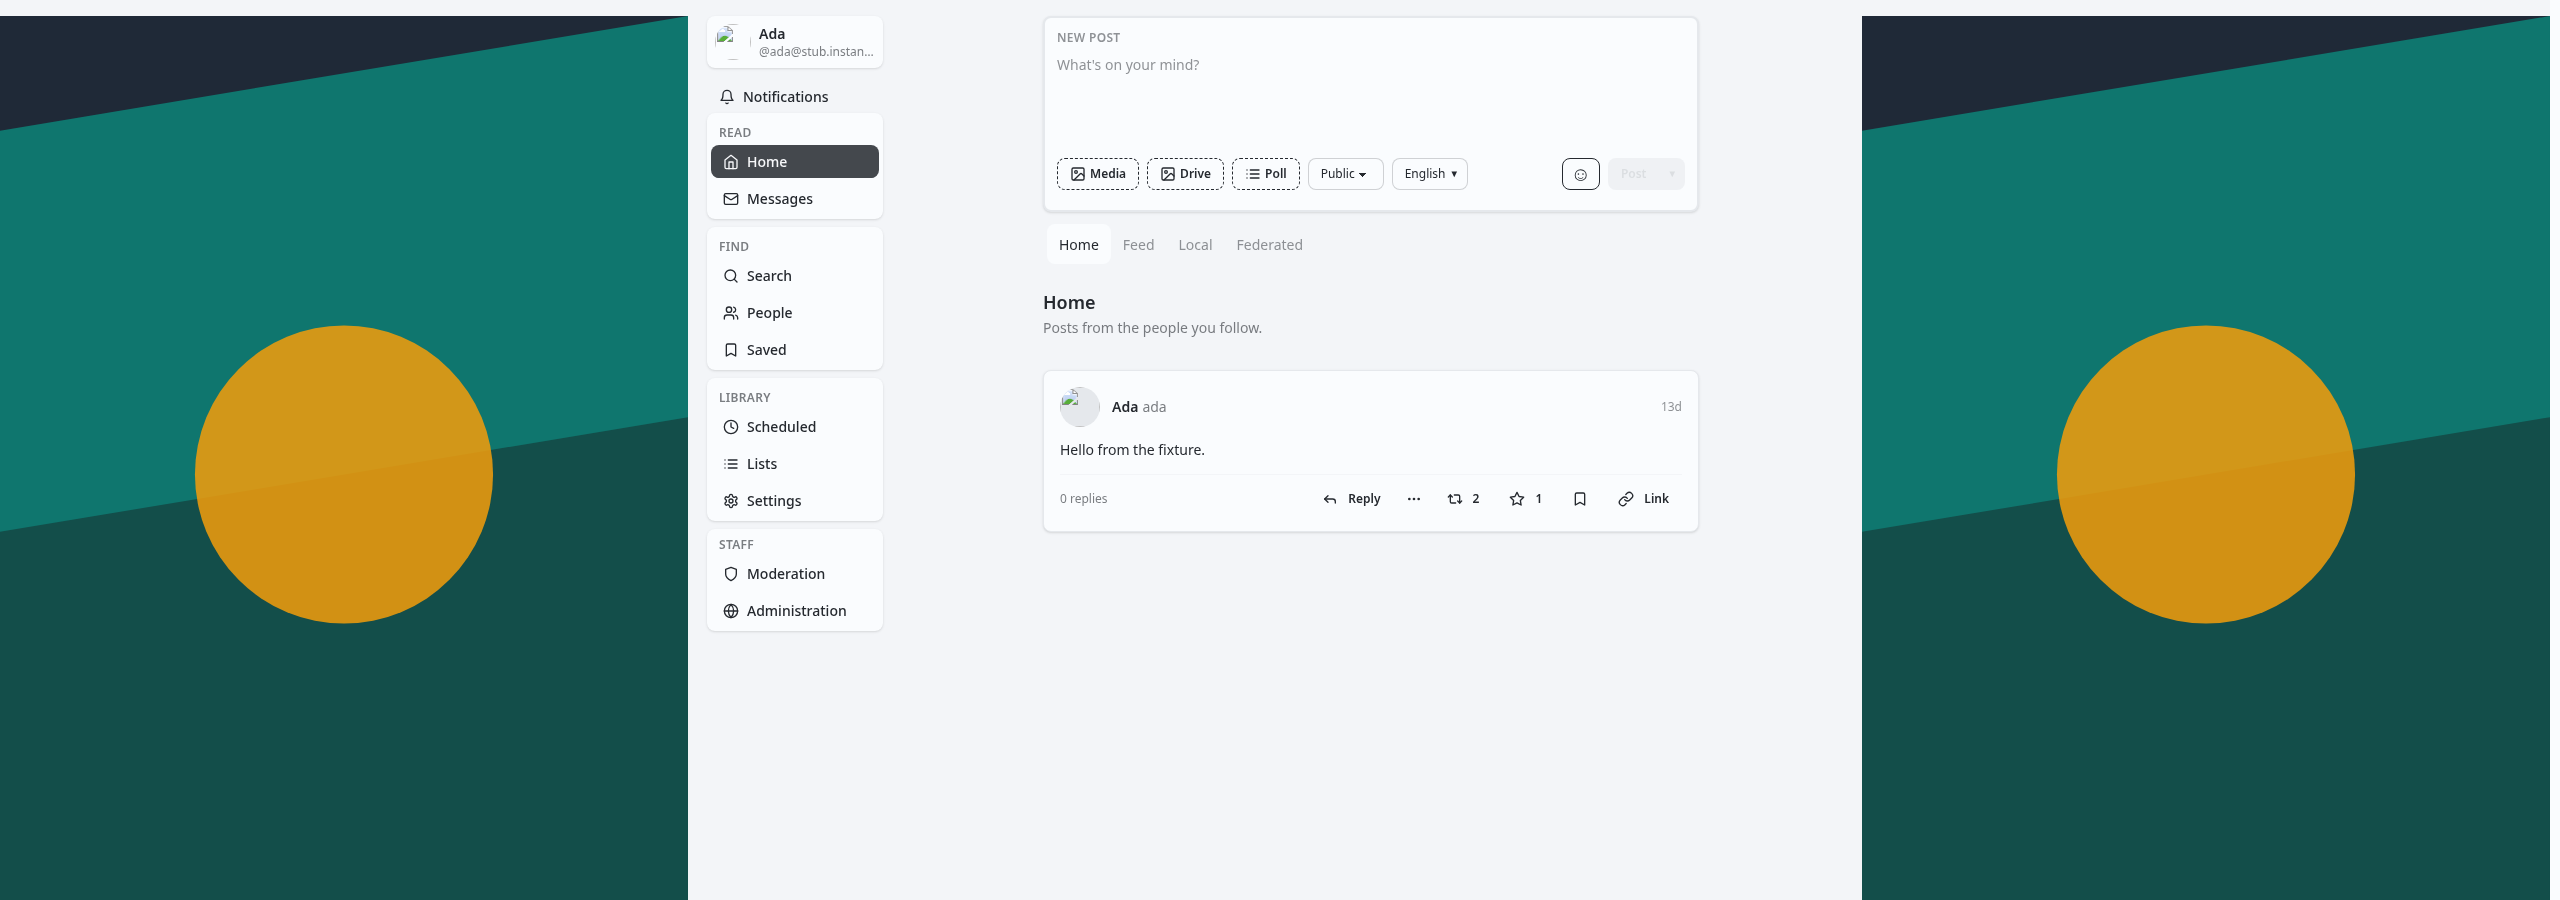 Ada
@ada@stub.instan...
Notifications
READ
Home
Messages
FIND
Search
People
Saved
LIBRARY
Scheduled
Lists
Settings
STAFF
Moderation
Administration
NEW POST
What's on your mind?
Media Drive Poll Public English Post
Home Feed Local Federated
Home
Posts from the people you follow.
Ada ada 13d
Hello from the fixture.
0 replies Reply 2 1 Link